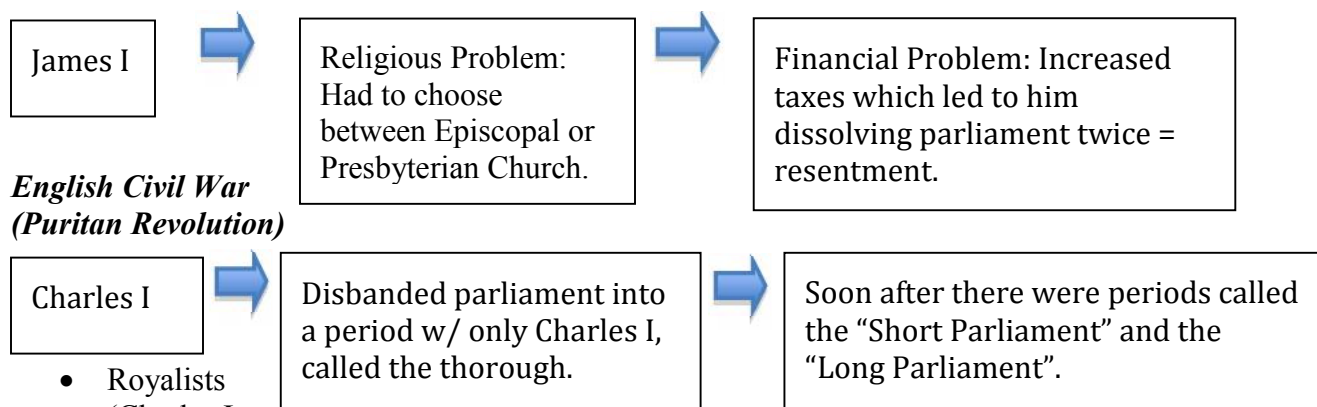 James I
Religious Problem:
Had to choose
between Episcopal or
Presbyterian Church.
Financial Problem: Increased
taxes which led to him
dissolving parliament twice =
resentment.
English Civil War
(Puritan Revolution)
Charles I
Disbanded parliament into
a period w/ only Charles I,
called the thorough.
Soon after there were periods called
the “Short Parliament” and the
“Long Parliament”.
• Royalists